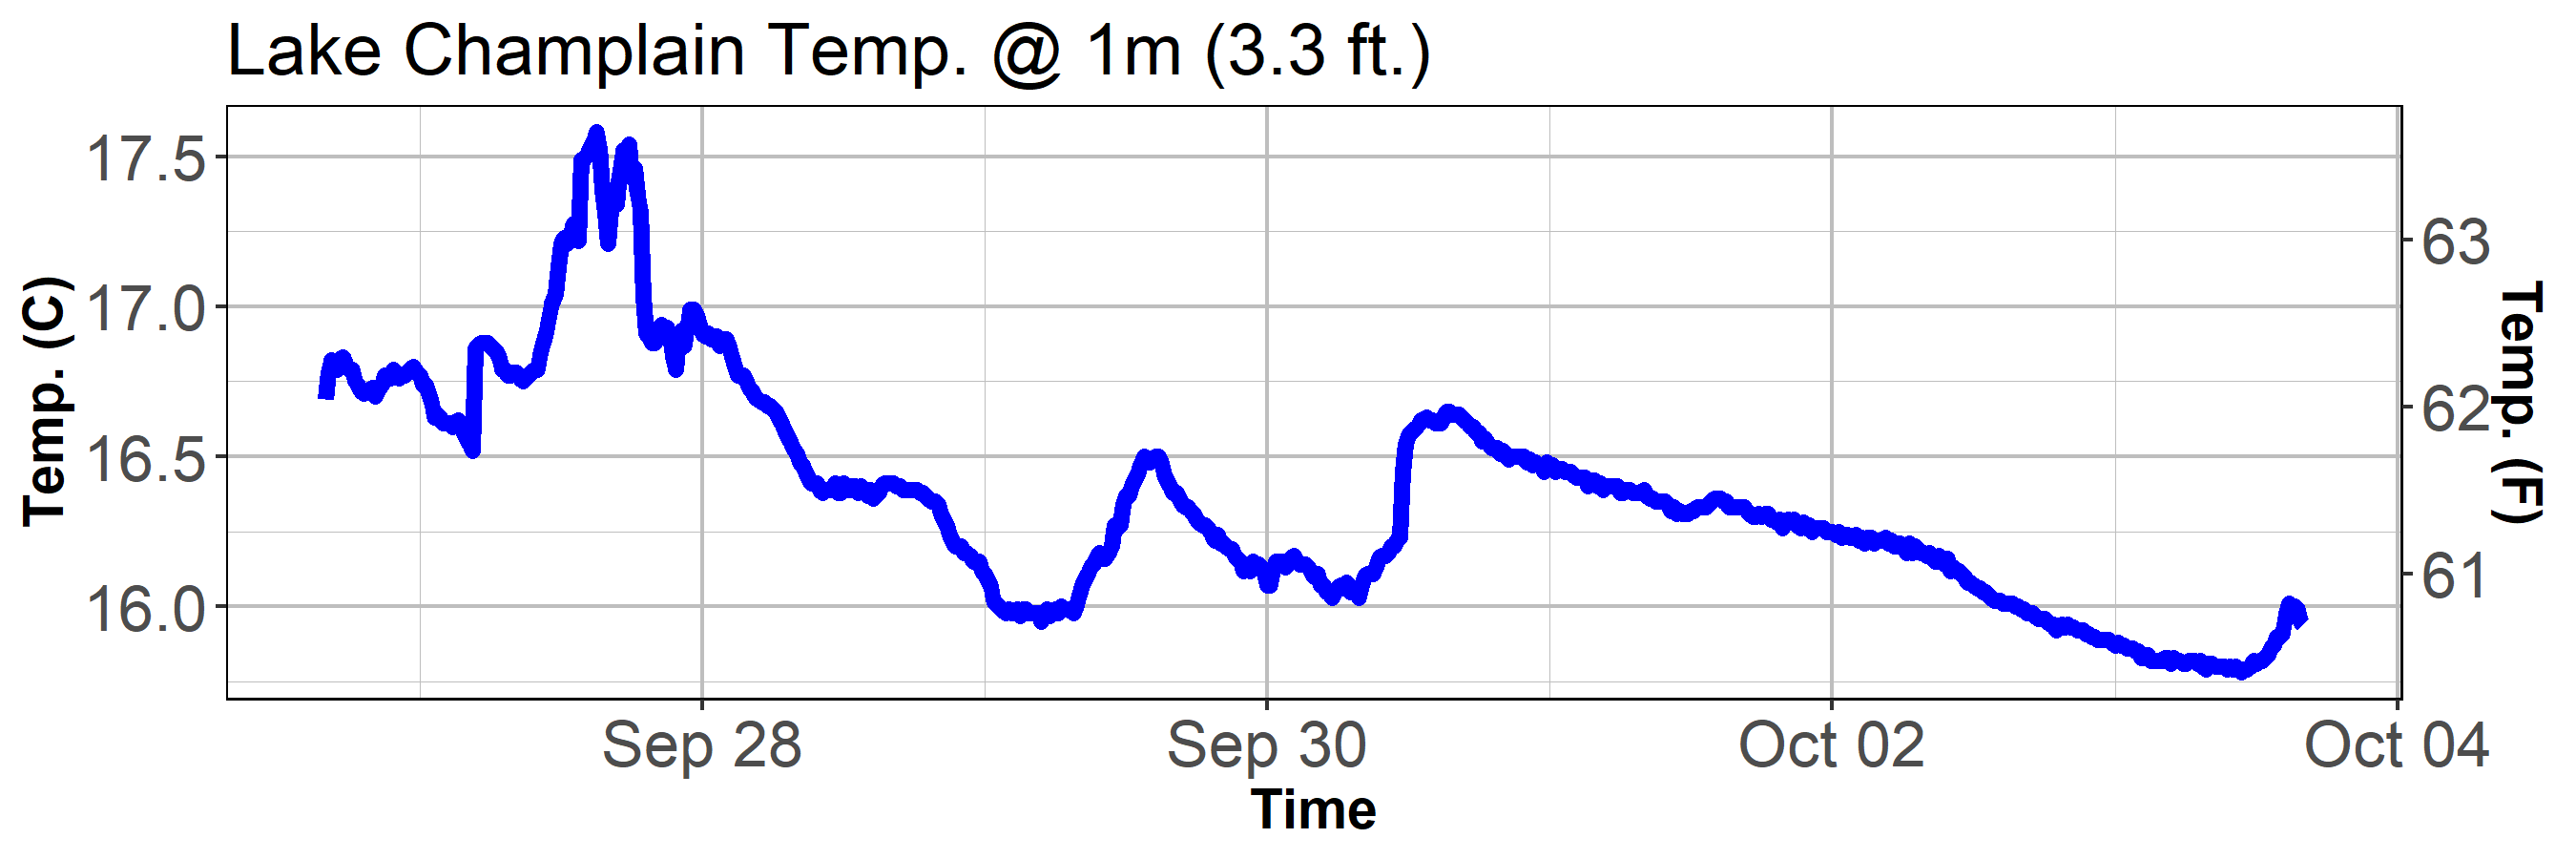 Lake Champlain Temp. @ 1m (3.3 ft.)
Temp. (C)
17.5
17.0
16.5
16.0
63
62
61
Temp. (F)
Sep 28
Sep 30
Oct 02
Oct 04
Time